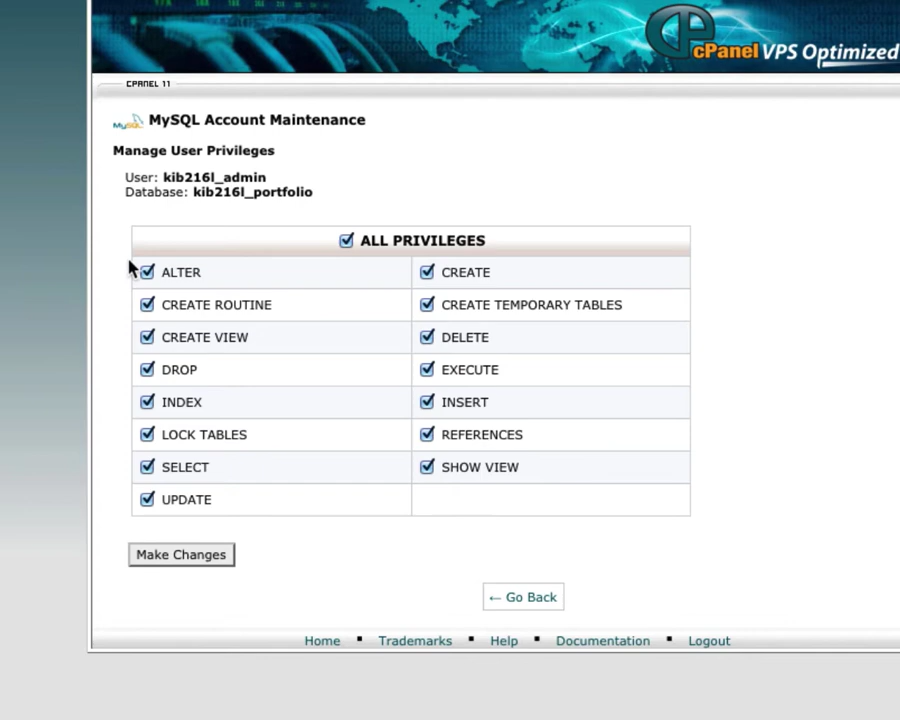 cPanel VPS Optimized
CPANEL 11
MySQL MySQL Account Maintenance
Manage User Privileges
User: kib216l_admin
Database: kib216l_portfolio
ALL PRIVILEGES
ALTER CREATE
CREATE ROUTINE CREATE TEMPORARY TABLES
CREATE VIEW DELETE
DROP EXECUTE
INDEX INSERT
LOCK TABLES REFERENCES
SELECT SHOW VIEW
UPDATE
Make Changes
← Go Back
Home ▪ Trademarks ▪ Help ▪ Documentation ▪ Logout